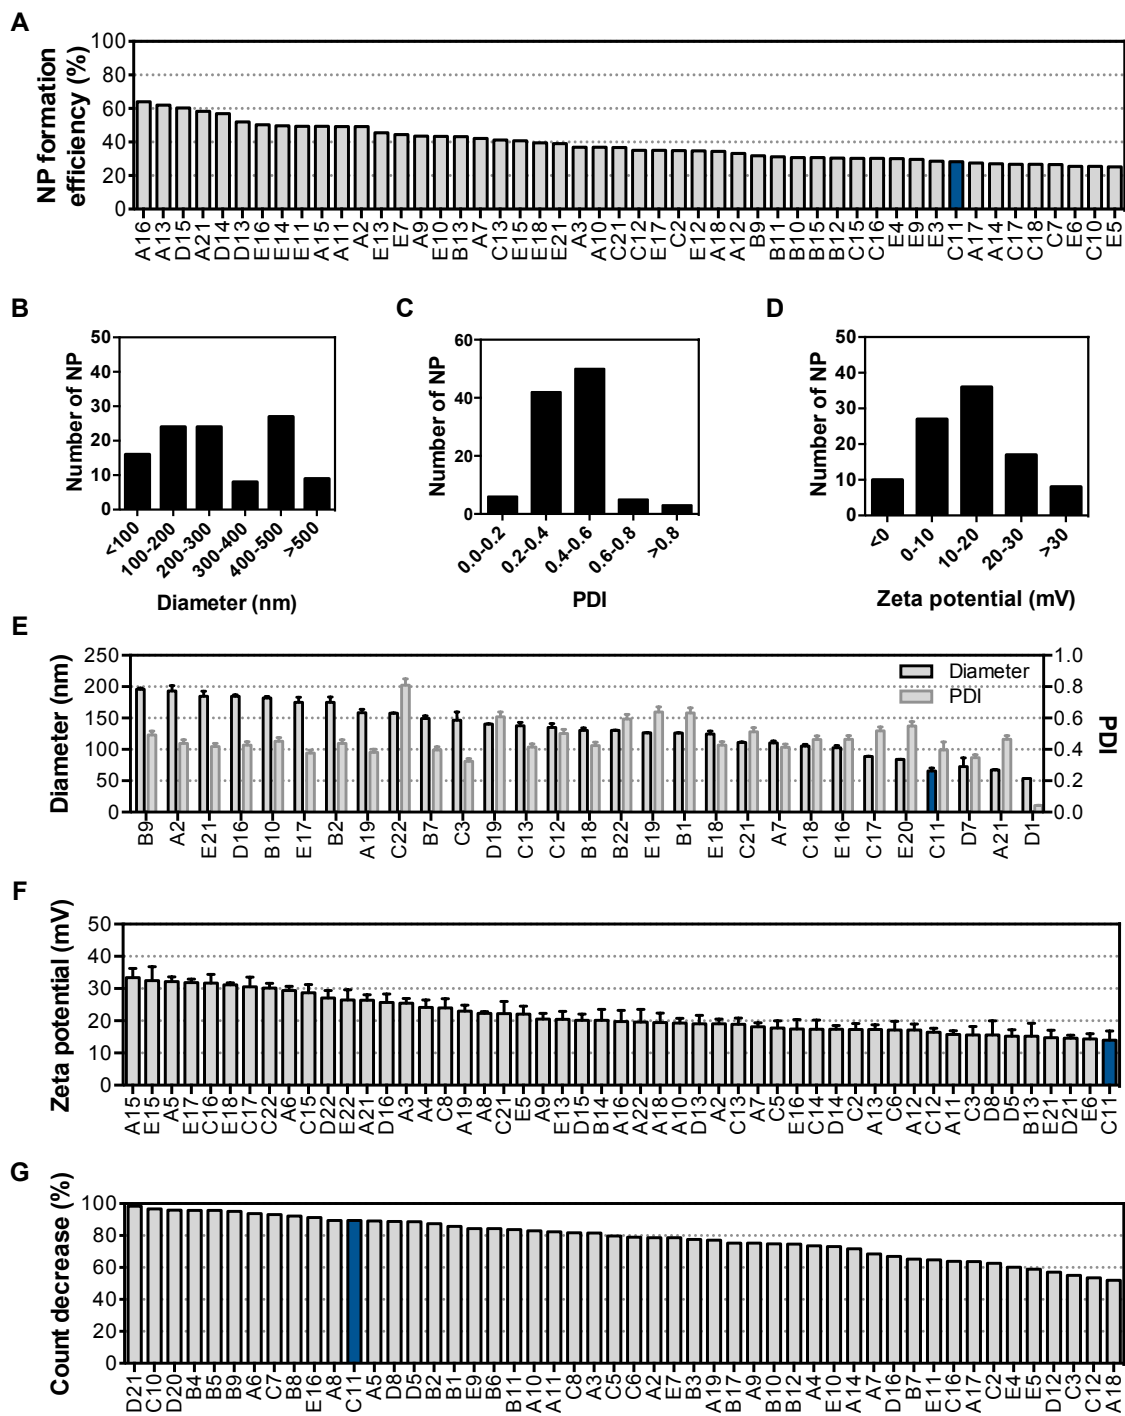 A
NP formation
efficiency (%)
100
80
60
40
20
0
A16 A13 D15 A21 D14 D13 E16 E14 E11 A15 A11 A2 E13 E7 A9 E10 B13 A7 C13 E15 E18 E21 A3 A10 C21 C12 E17 C2 E12 A18 A12 B9 B11 B10 B15 B12 C15 C16 E4 E9 E3 C11 A17 A14 C17 C18 C7 E6 C10 E5
B
Number of NP
50
40
30
20
10
0
<100 100-200 200-300 300-400 400-500 >500
Diameter (nm)
C
Number of NP
60
40
20
0
0.0-0.2 0.2-0.4 0.4-0.6 0.6-0.8 >0.8
PDI
D
Number of NP
50
40
30
20
10
0
<0 0-10 10-20 20-30 >30
Zeta potential (mV)
E
Diameter (nm)
250
200
150
100
50
0
Diameter
PDI
1.0
0.8
0.6
0.4
0.2
0.0
PDI
B9 A2 E21 D16 B10 E17 B2 A19 C22 B7 C3 D19 C13 C12 B18 B22 E19 B1 E18 C21 A7 C18 E16 C17 E20 C11 D7 A21 D1
F
Zeta potential (mV)
50
40
30
20
10
0
A15 E15 A5 E17 C16 E18 C17 C22 A6 C15 D22 E22 A21 D16 A3 A4 C8 A19 A8 C21 E5 A9 E13 D15 B14 A16 A22 A18 A10 D13 A2 C13 A7 C5 E16 C14 D14 C2 A13 C6 A12 C12 A11 C3 D8 D5 B13 E21 D21 E6 C11
G
Count decrease (%)
100
80
60
40
20
0
D21 C10 D20 B4 B5 B9 A6 C7 B8 E16 A8 C11 A5 D8 D5 B2 B1 E9 B6 B11 A10 A11 C8 A3 C5 C6 A2 E7 B3 A19 B17 A9 B10 B12 A4 E10 A14 A7 D16 B7 E11 C16 A17 C2 E4 E5 D12 C3 C12 A18